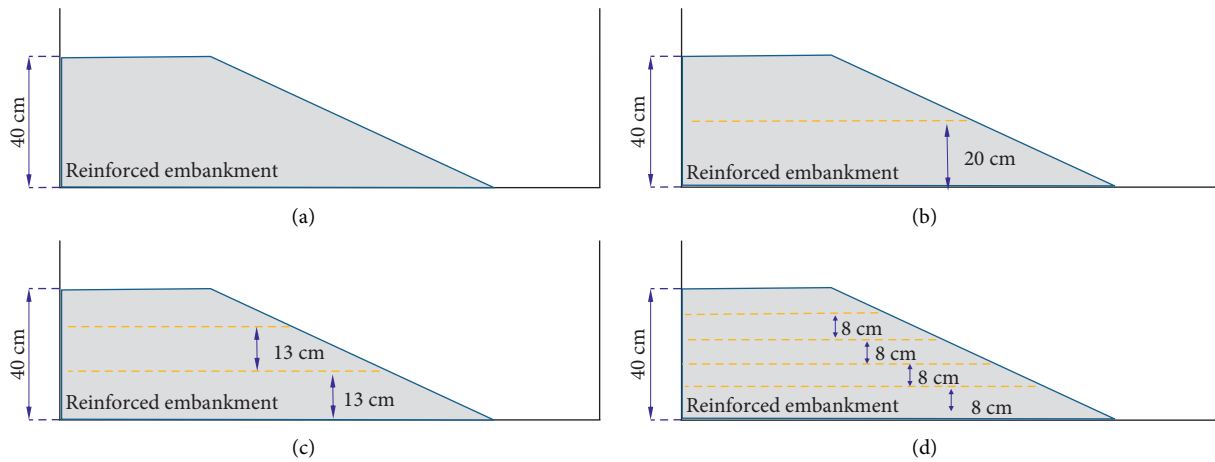 40 cm
Reinforced embankment
(a)
40 cm
20 cm
Reinforced embankment
(b)
40 cm
13 cm
13 cm
Reinforced embankment
(c)
40 cm
8 cm
8 cm
8 cm
8 cm
Reinforced embankment
(d)